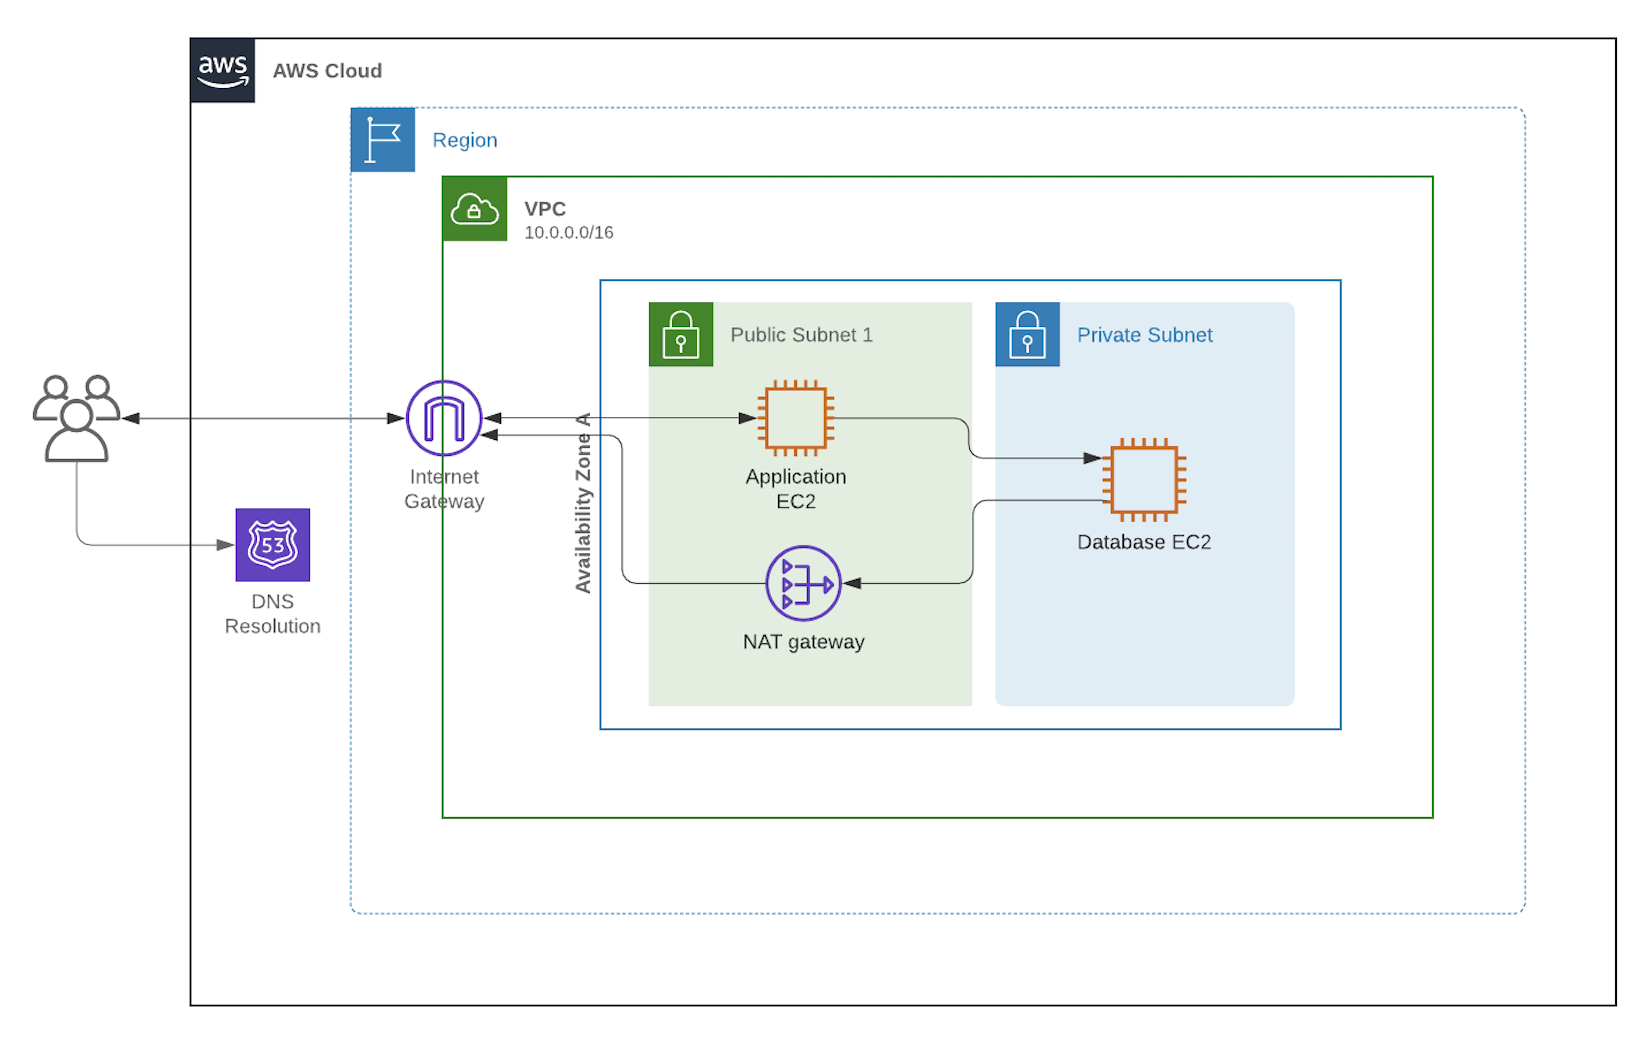 aws
AWS Cloud
Region
VPC
10.0.0.0/16
Public Subnet 1
Private Subnet
Internet
Gateway
Availability Zone A
Application
EC2
Database EC2
53
DNS
Resolution
NAT gateway